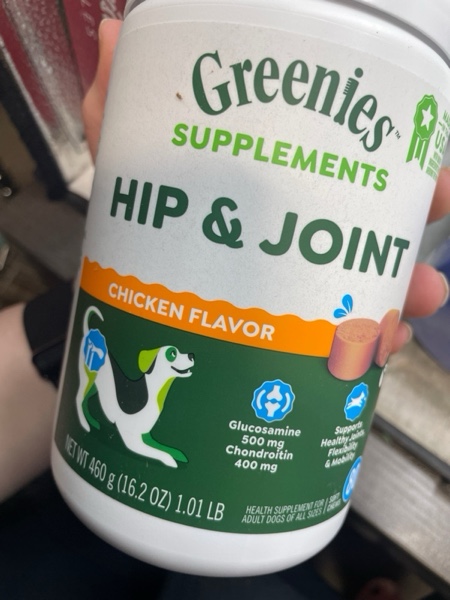 Greenies™
SUPPLEMENTS
HIP & JOINT
CHICKEN FLAVOR
Glucosamine
500 mg
Chondroitin
400 mg
Supports
Healthy Joints,
Flexibility
& Mobility
NET WT 460 g (16.2 OZ) 1.01 LB
HEALTH SUPPLEMENT FOR
ADULT DOGS OF ALL SIZES